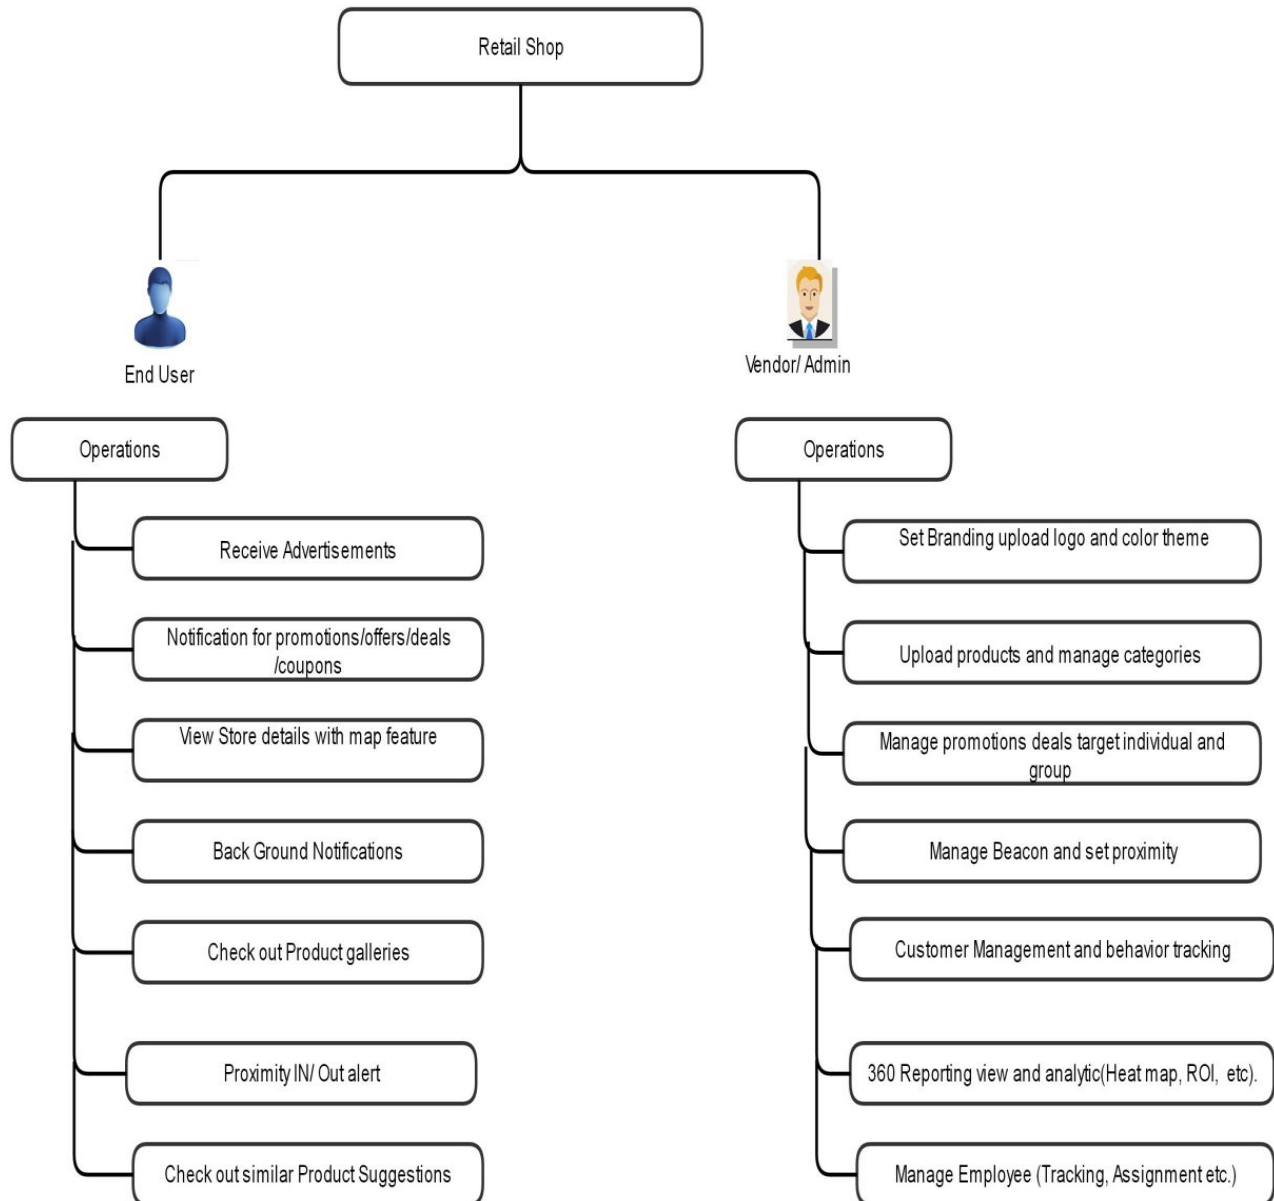 Retail Shop
End User
Vendor/ Admin
Operations
Receive Advertisements
Notification for promotions/offers/deals
/coupons
View Store details with map feature
Back Ground Notifications
Check out Product galleries
Proximity IN/ Out alert
Check out similar Product Suggestions
Operations
Set Branding upload logo and color theme
Upload products and manage categories
Manage promotions deals target individual and
group
Manage Beacon and set proximity
Customer Management and behavior tracking
360 Reporting view and analytic(Heat map, ROI, etc).
Manage Employee (Tracking, Assignment etc.)